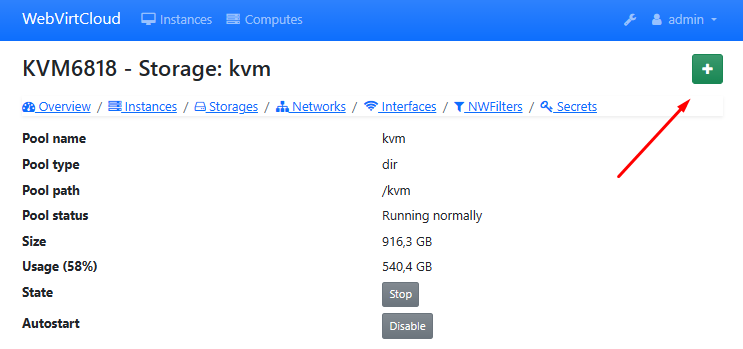 WebVirtCloud Instances Computes admin
KVM6818 - Storage: kvm
+
Overview / Instances / Storages / Networks / Interfaces / NWFilters / Secrets
Pool name kvm
Pool type dir
Pool path /kvm
Pool status Running normally
Size 916,3 GB
Usage (58%) 540,4 GB
State Stop
Autostart Disable